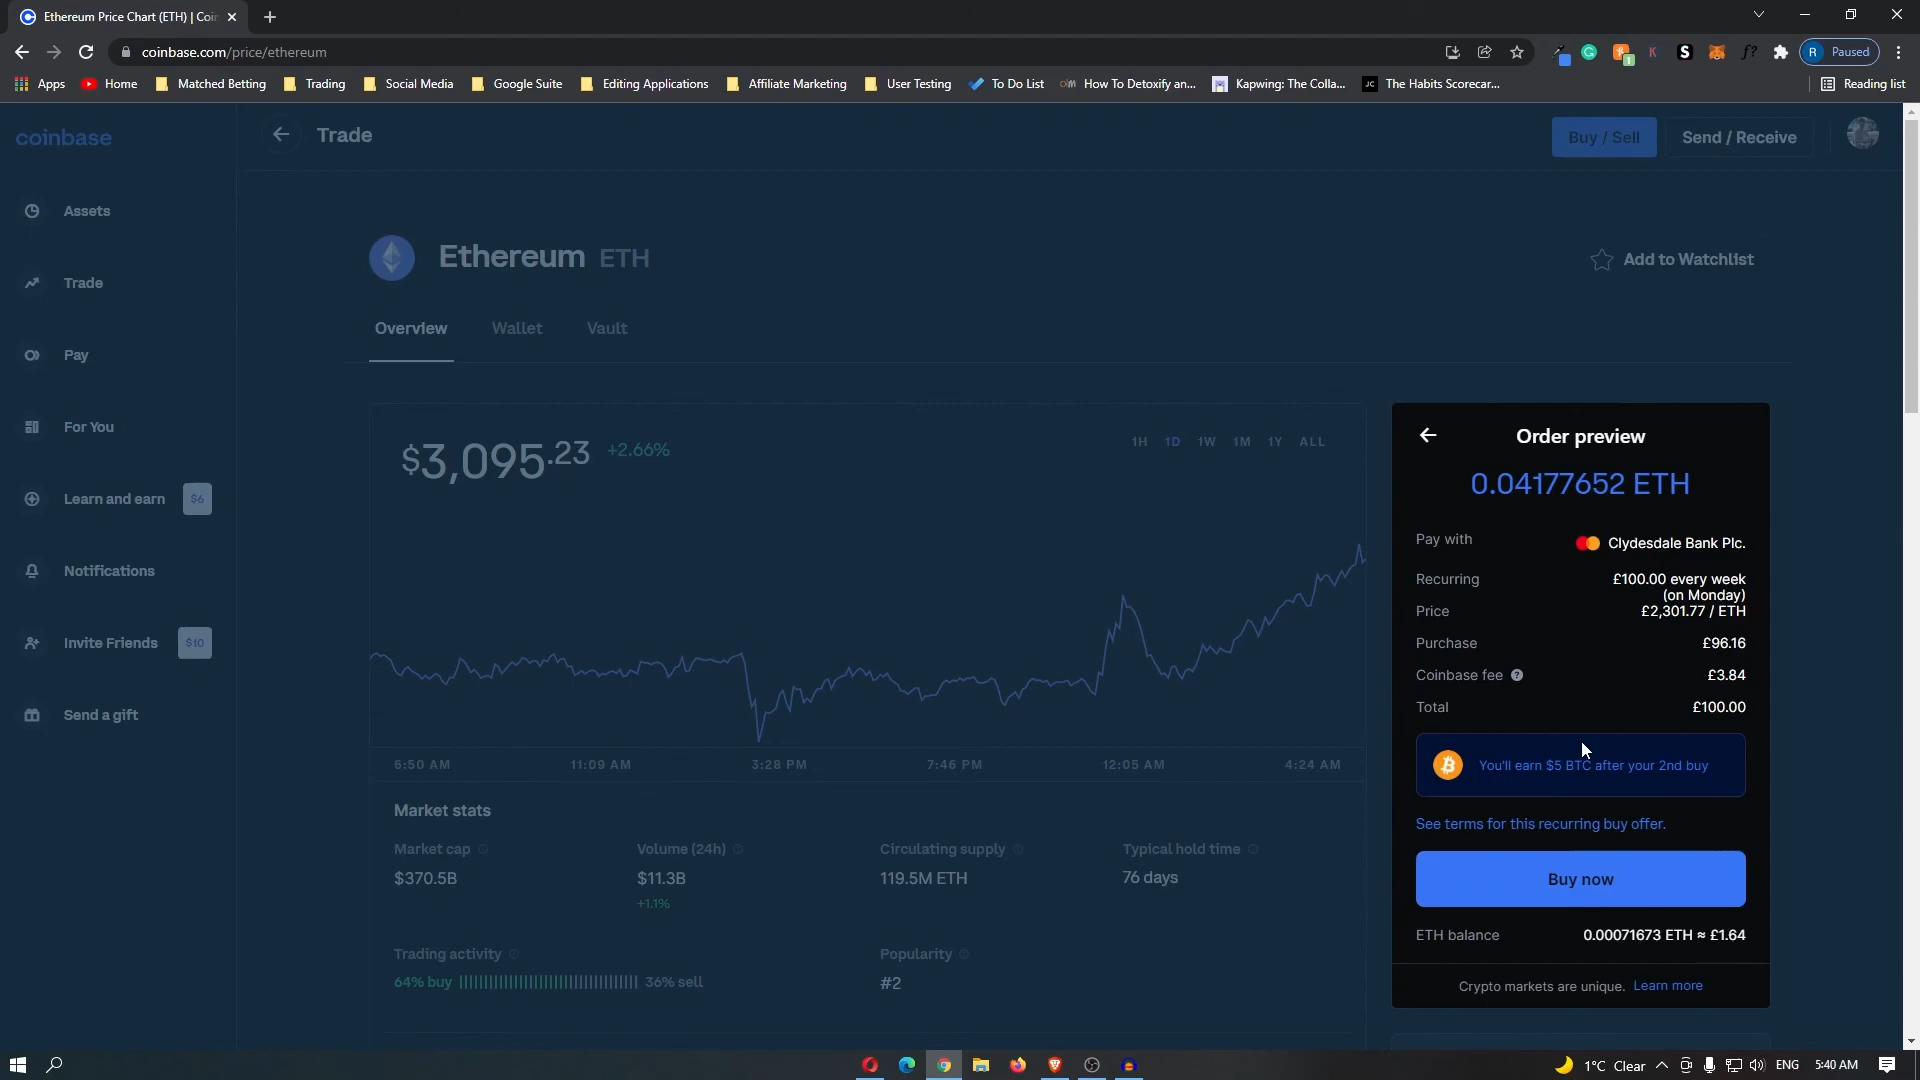 Ethereum Price Chart (ETH) | Coin
coinbase.com/price/ethereum
R Paused
Apps Home Matched Betting Trading Social Media Google Suite Editing Applications Affiliate Marketing User Testing To Do List How To Detoxify an... Kapwing: The Colla... JC The Habits Scorecar... Reading list
coinbase
Trade
Buy / Sell
Send / Receive
Assets
Trade
Pay
For You
Learn and earn $6
Notifications
Invite Friends $10
Send a gift
Ethereum ETH
Add to Watchlist
Overview Wallet Vault
$3,095.23 +2.66%
1H 1D 1W 1M 1Y ALL
6:50 AM 11:09 AM 3:28 PM 7:46 PM 12:05 AM 4:24 AM
Market stats
Market cap Volume (24h) Circulating supply Typical hold time
$370.5B $11.3B 119.5M ETH 76 days
+1.1%
Trading activity Popularity
64% buy 36% sell #2
Order preview
0.04177652 ETH
Pay with Clydesdale Bank Plc.
Recurring £100.00 every week
(on Monday)
Price £2,301.77 / ETH
Purchase £96.16
Coinbase fee ? £3.84
Total £100.00
You'll earn $5 BTC after your 2nd buy
See terms for this recurring buy offer.
Buy now
ETH balance 0.00071673 ETH ≈ £1.64
Crypto markets are unique. Learn more
1°C Clear ENG 5:40 AM